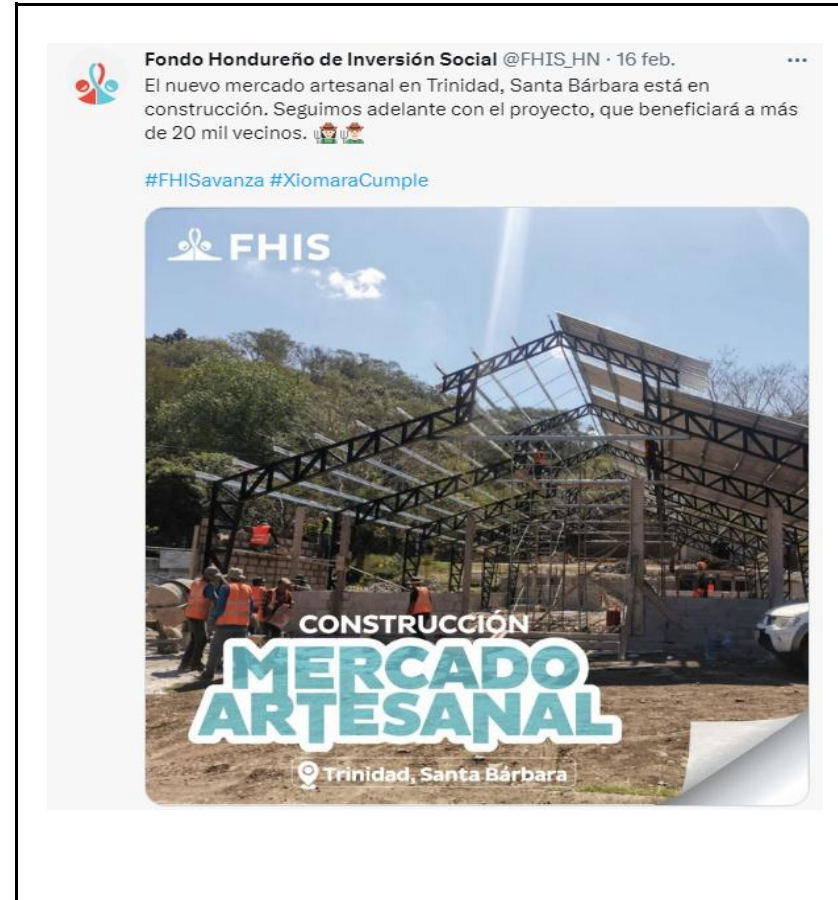 Fondo Hondureño de Inversión Social @FHIS_HN · 16 feb.
El nuevo mercado artesanal en Trinidad, Santa Bárbara está en
construcción. Seguimos adelante con el proyecto, que beneficiará a más
de 20 mil vecinos. 👩‍🌾👨‍🌾
#FHISavanza #XiomaraCumple
FHIS
CONSTRUCCIÓN
MERCADO
ARTESANAL
Trinidad, Santa Bárbara